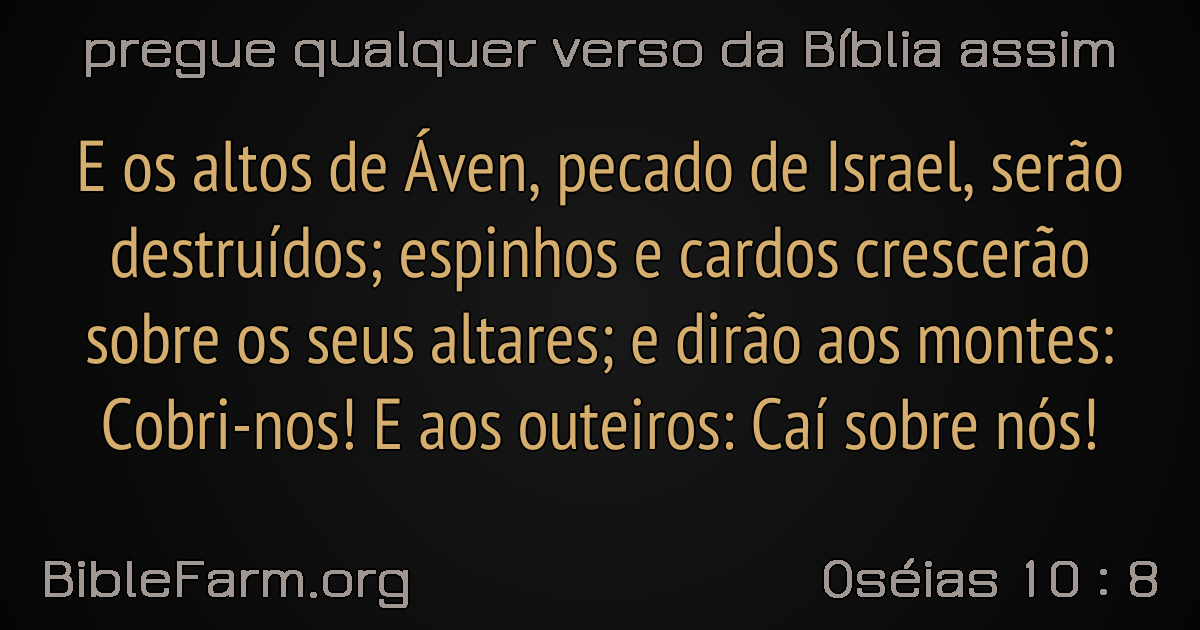 pregue qualquer verso da Bíblia assim
E os altos de Áven, pecado de Israel, serão
destruídos; espinhos e cardos crescerão
sobre os seus altares; e dirão aos montes:
Cobri-nos! E aos outeiros: Caí sobre nós!
BibleFarm.org
Oséias 10 : 8